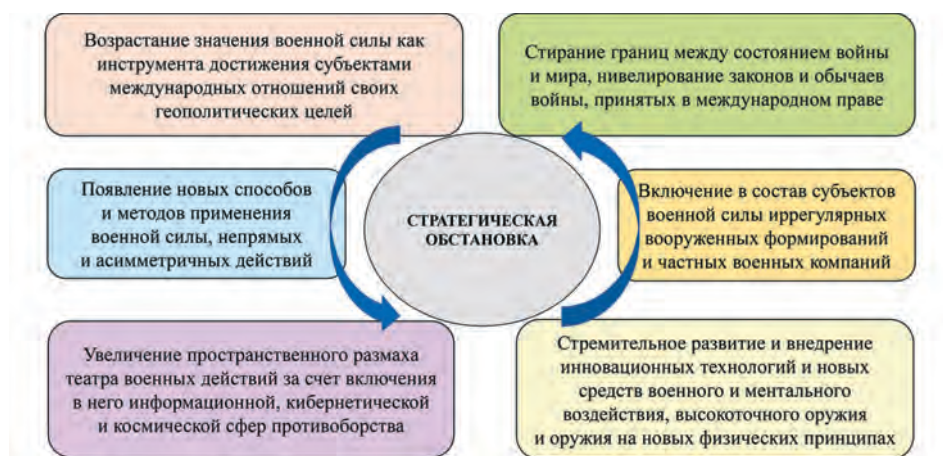 Возрастание значения военной силы как
инструмента достижения субъектами
международных отношений своих
геополитических целей
Стирание границ между состоянием войны
и мира, нивелирование законов и обычаев
войны, принятых в международном праве
Появление новых способов
и методов применения
военной силы, непрямых
и асимметричных действий
СТРАТЕГИЧЕСКАЯ
ОБСТАНОВКА
Включение в состав субъектов
военной силы иррегулярных
вооруженных формирований
и частных военных компаний
Увеличение пространственного размаха
театра военных действий за счет включения
в него информационной, кибернетической
и космической сфер противоборства
Стремительное развитие и внедрение
инновационных технологий и новых
средств военного и ментального
воздействия, высокоточного оружия
и оружия на новых физических принципах